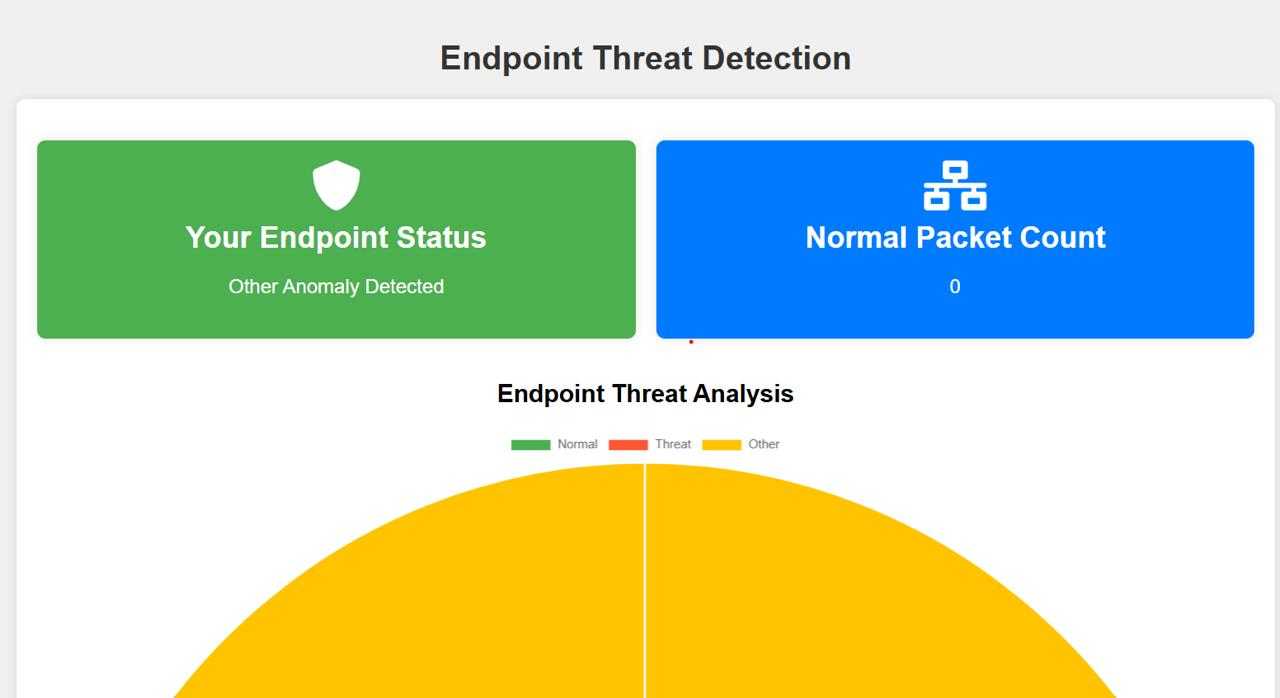 Endpoint Threat Detection
Your Endpoint Status
Other Anomaly Detected
Normal Packet Count
0
Endpoint Threat Analysis
Normal Threat Other